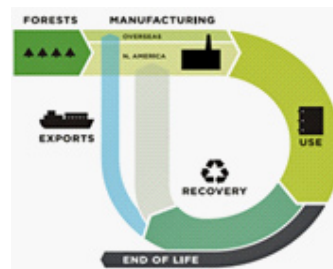 FORESTS
MANUFACTURING
OVERSEAS
N. AMERICA
EXPORTS
USE
RECOVERY
END OF LIFE